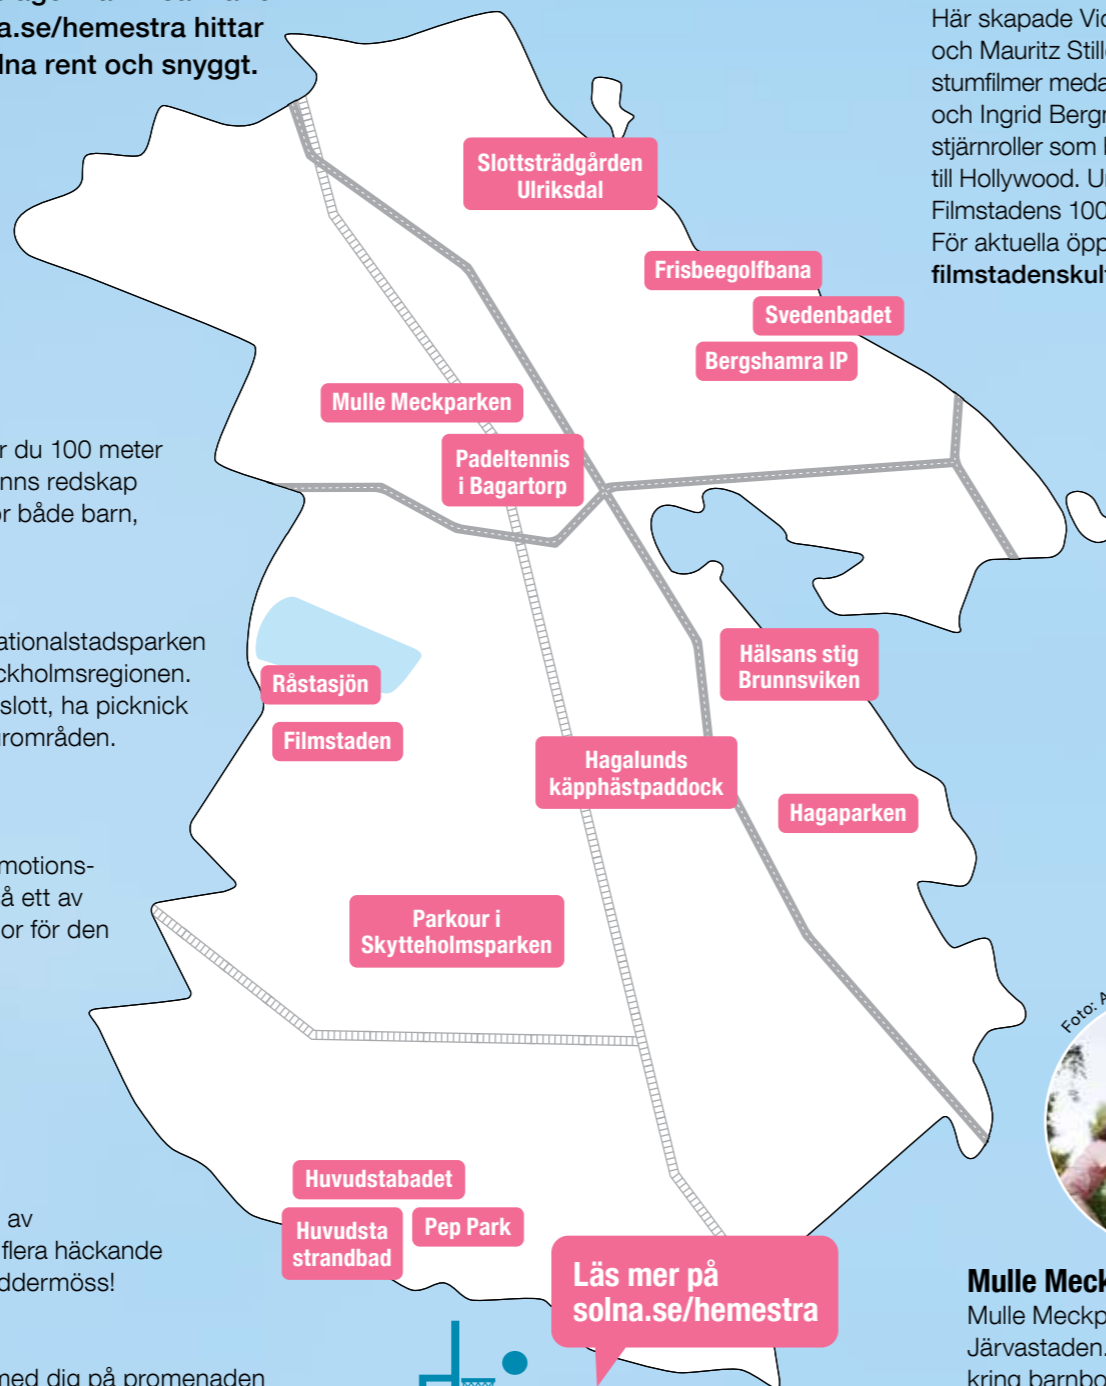 a.se/hemestra hittar
lna rent och snyggt.
r du 100 meter
nns redskap
or både barn,
ationalstadsparken
ckholmsregionen.
slott, ha picknick
rområden.
motions-
å ett av
or för den
av
flera häckande
ddermöss!
med dig på promenaden
Slottsträdgården
Ulriksdal
Frisbeegolfbana
Svedenbadet
Bergshamra IP
Mulle Meckparken
Padeltennis
i Bagartorp
Råstasjön
Filmstaden
Hälsans stig
Brunnsviken
Hagalunds
käpphästpaddock
Hagaparken
Parkour i
Skytteholmsparken
Huvudstabadet
Huvudsta
strandbad
Pep Park
Läs mer på
solna.se/hemestra
Här skapade Vic
och Mauritz Still
stumfilmer meda
och Ingrid Berg
stjärnroller som
till Hollywood. U
Filmstadens 100
För aktuella öpp
filmstadenskul
Foto: A
Mulle Meck
Mulle Meckp
Järvastaden.
kring barnbo